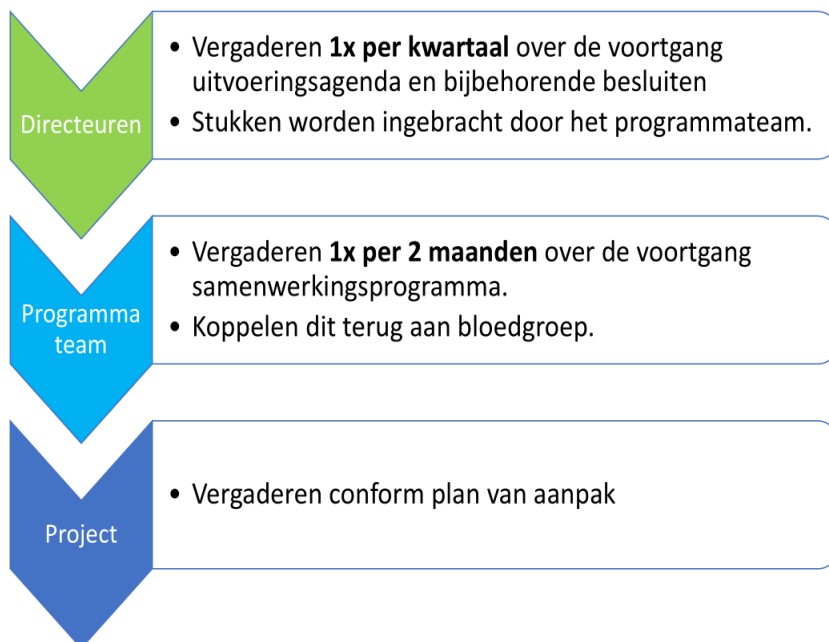 Directeuren
• Vergaderen 1x per kwartaal over de voortgang
uitvoeringsagenda en bijbehorende besluiten
• Stukken worden ingebracht door het programmateam.
Programma
team
• Vergaderen 1x per 2 maanden over de voortgang
samenwerkingsprogramma.
• Koppelen dit terug aan bloedgroep.
Project
• Vergaderen conform plan van aanpak